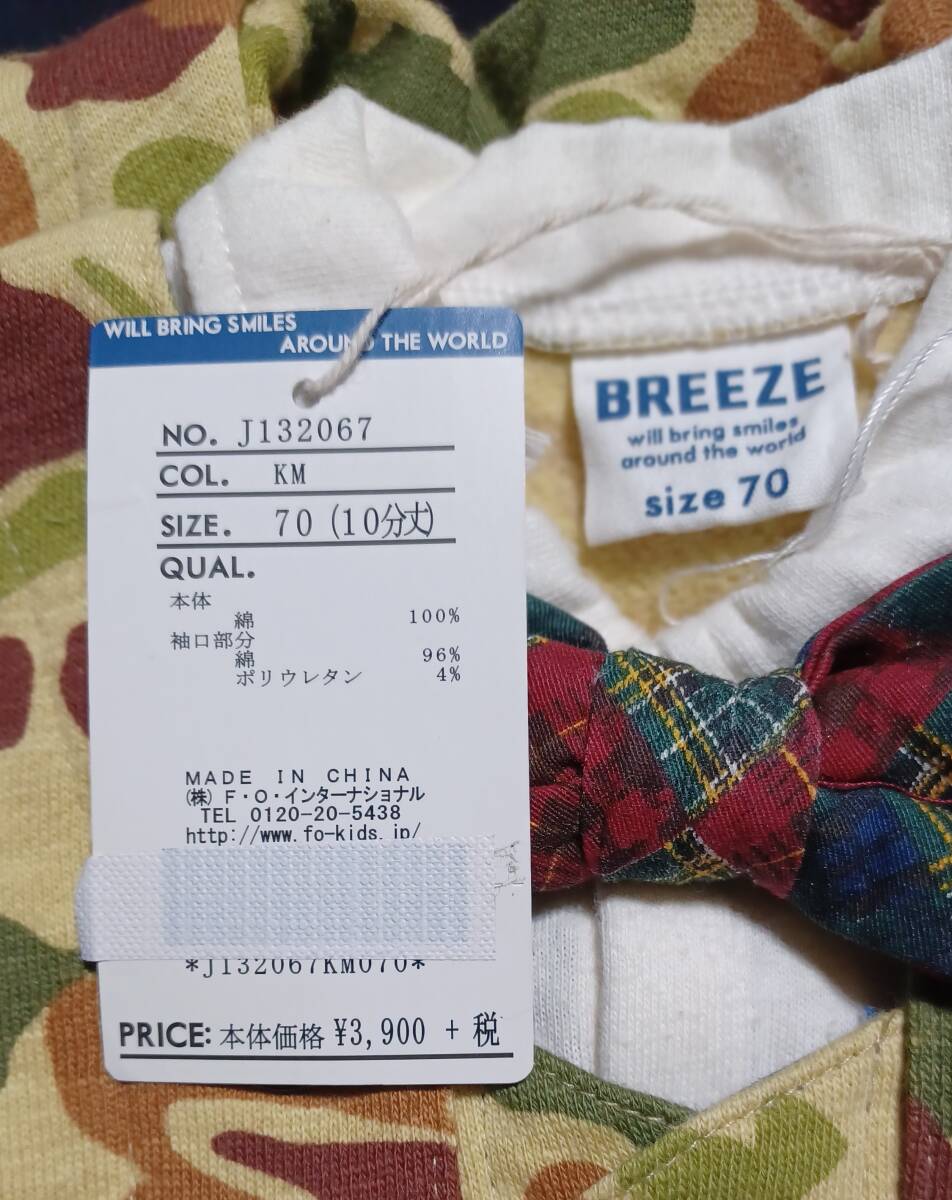 WILL BRING SMILES
AROUND THE WORLD
NO. J132067
COL. KM
SIZE. 70 (10分丈)
QUAL.
本体
綿 100%
袖口部分
綿 96%
ポリウレタン 4%
MADE IN CHINA
(株) F・O・インターナショナル
TEL 0120-20-5438
http://www.fo-kids.jp/
*J132067KM070*
PRICE: 本体価格 ¥3,900 + 税
BREEZE
will bring smiles
around the world
size 70